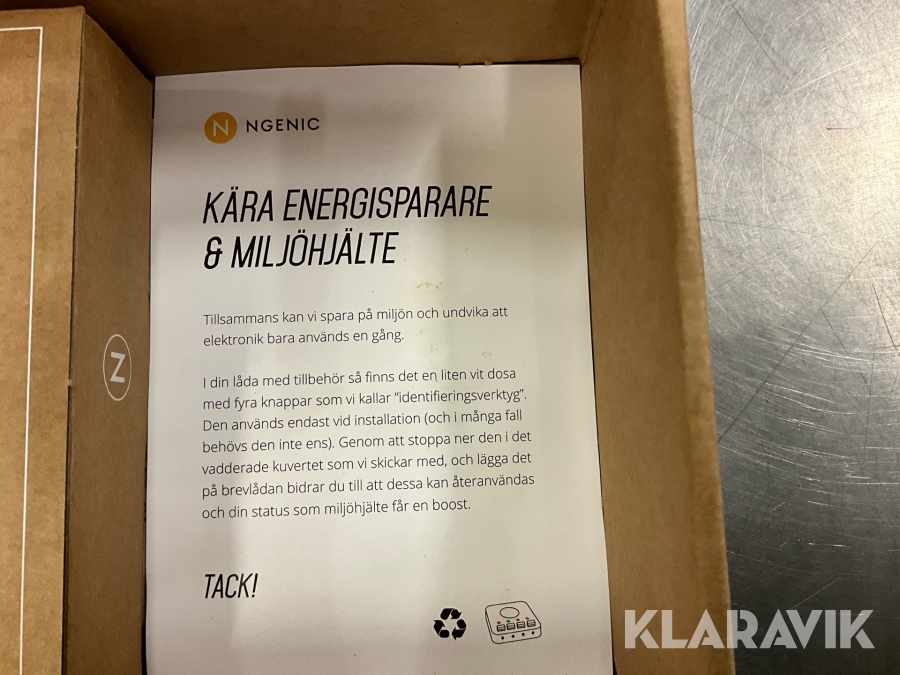 N NGENIC
KÄRA ENERGISPARARE
& MILJÖHJÄLTE
Tillsammans kan vi spara på miljön och undvika att
elektronik bara används en gång.
I din låda med tillbehör så finns det en liten vit dosa
med fyra knappar som vi kallar "identifieringsverktyg".
Den används endast vid installation (och i många fall
behövs den inte ens). Genom att stoppa ner den i det
vadderade kuvertet som vi skickar med, och lägga det
på brevlådan bidrar du till att dessa kan återanvändas
och din status som miljöhjälte får en boost.
TACK!
N
KLARAVIK